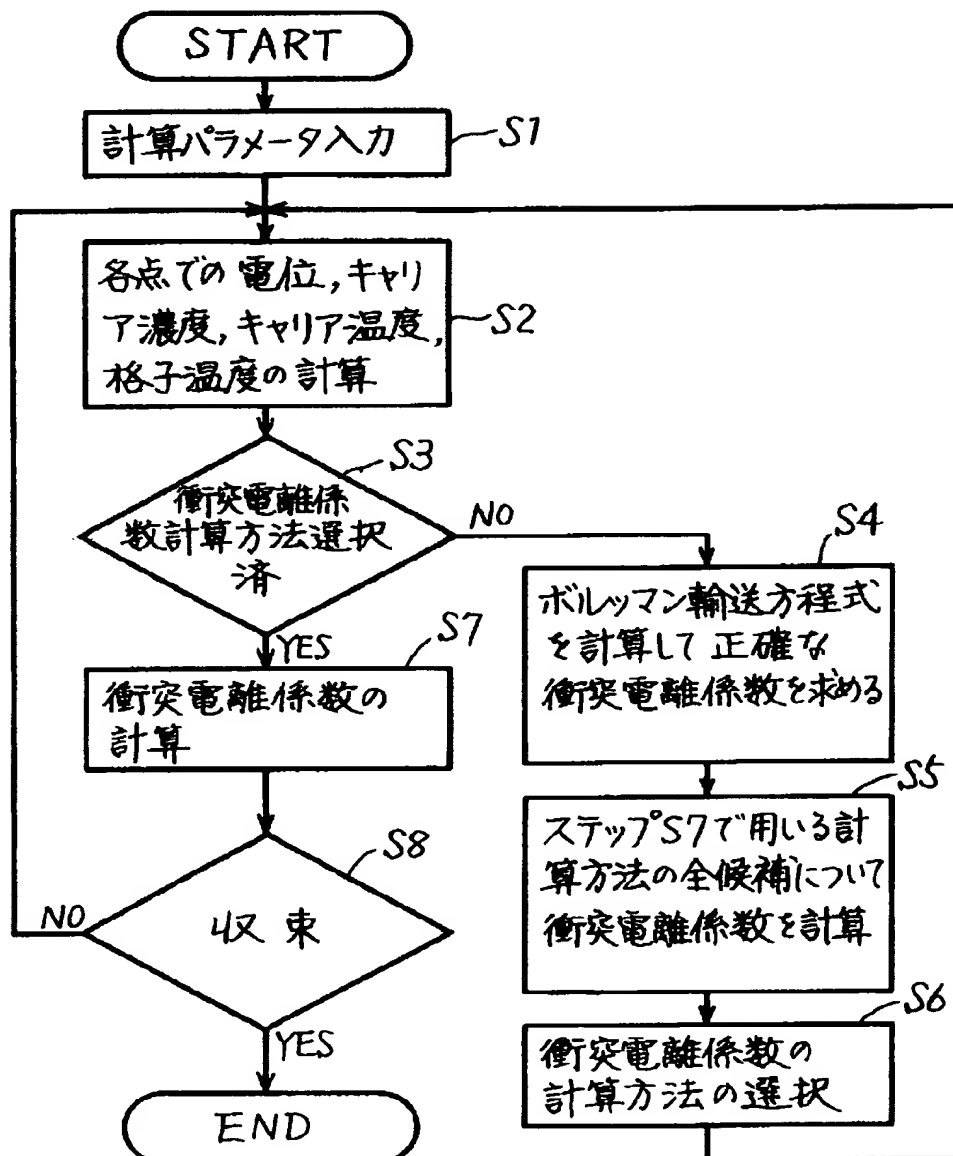 START
計算パラメータ入力
S1
各点での電位,キャリ
ア濃度,キャリア温度,
格子温度の計算
S2
S3
衝突電離係
数計算方法選択
済
NO
YES
S4
ボルツマン輸送方程式
を計算して正確な
衝突電離係数を求める
S7
衝突電離係数の
計算
S5
ステップS7で用いる計
算方法の全候補について
衝突電離係数を計算
S8
収束
NO
YES
S6
衝突電離係数の
計算方法の選択
END